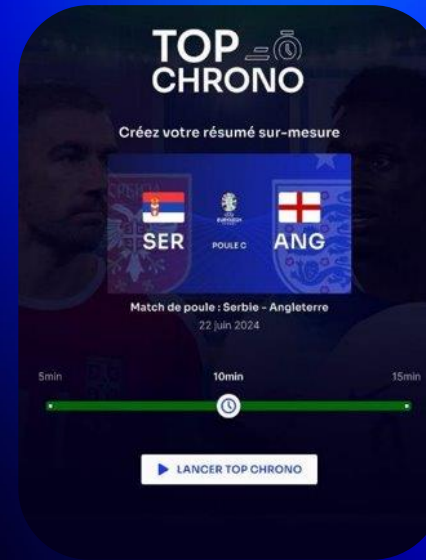 TOP
CHRONO
Créez votre résumé sur-mesure
SER
POULE C
ANG
Match de poule : Serbie - Angleterre
22 juin 2024
5min
10min
15min
LANCER TOP CHRONO